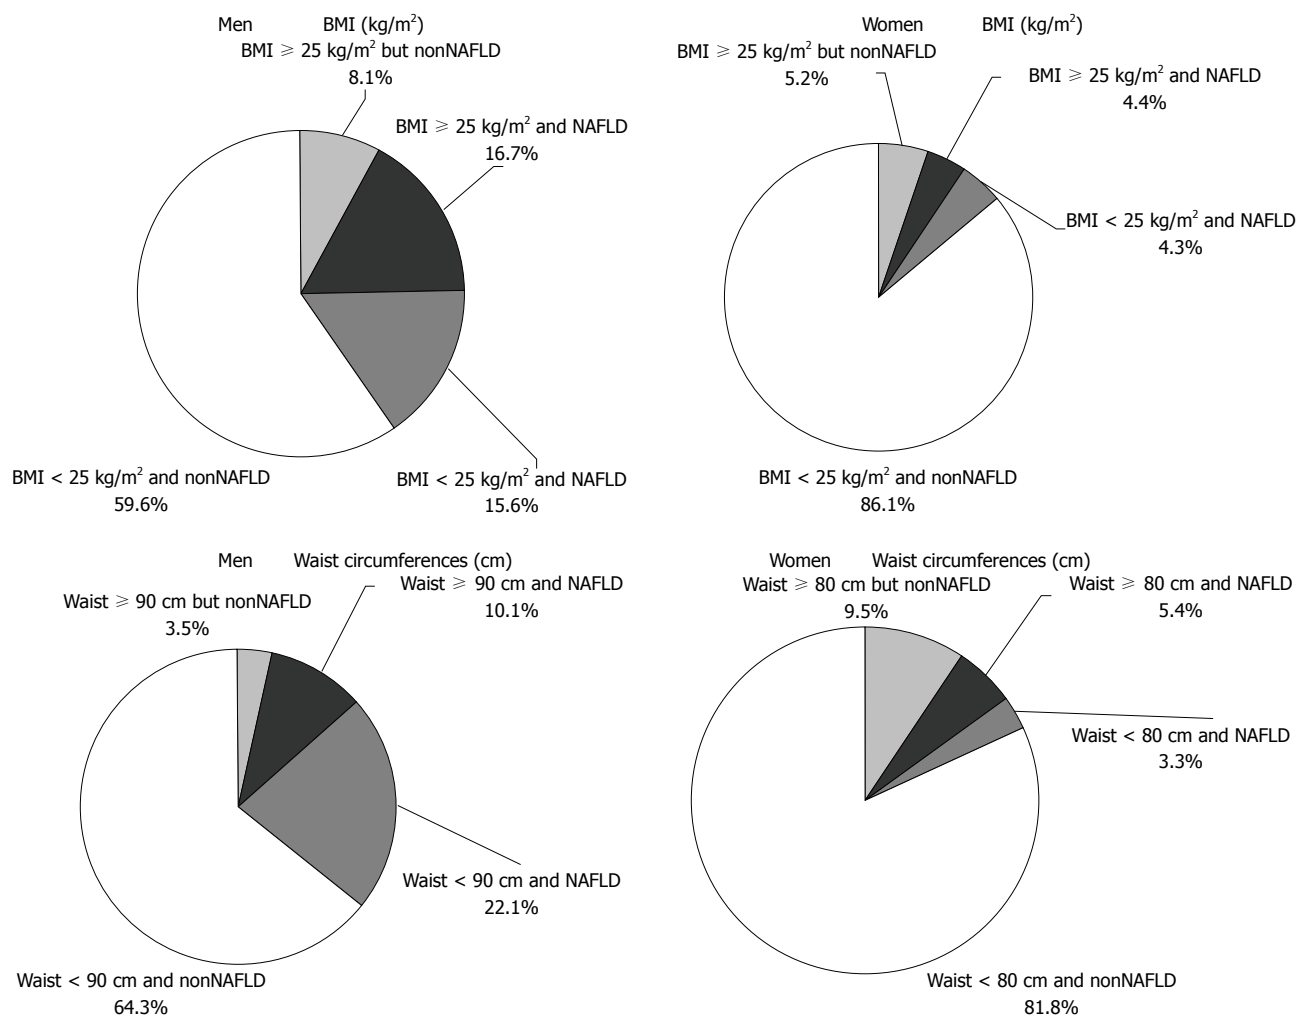 Men BMI (kg/m²)
BMI ≥ 25 kg/m² but nonNAFLD
8.1%
BMI ≥ 25 kg/m² and NAFLD
16.7%
BMI < 25 kg/m² and NAFLD
15.6%
BMI < 25 kg/m² and nonNAFLD
59.6%
Women BMI (kg/m²)
BMI ≥ 25 kg/m² but nonNAFLD
5.2%
BMI ≥ 25 kg/m² and NAFLD
4.4%
BMI < 25 kg/m² and NAFLD
4.3%
BMI < 25 kg/m² and nonNAFLD
86.1%
Men Waist circumferences (cm)
Waist ≥ 90 cm but nonNAFLD
3.5%
Waist ≥ 90 cm and NAFLD
10.1%
Waist < 90 cm and NAFLD
22.1%
Waist < 90 cm and nonNAFLD
64.3%
Women Waist circumferences (cm)
Waist ≥ 80 cm but nonNAFLD
9.5%
Waist ≥ 80 cm and NAFLD
5.4%
Waist < 80 cm and NAFLD
3.3%
Waist < 80 cm and nonNAFLD
81.8%